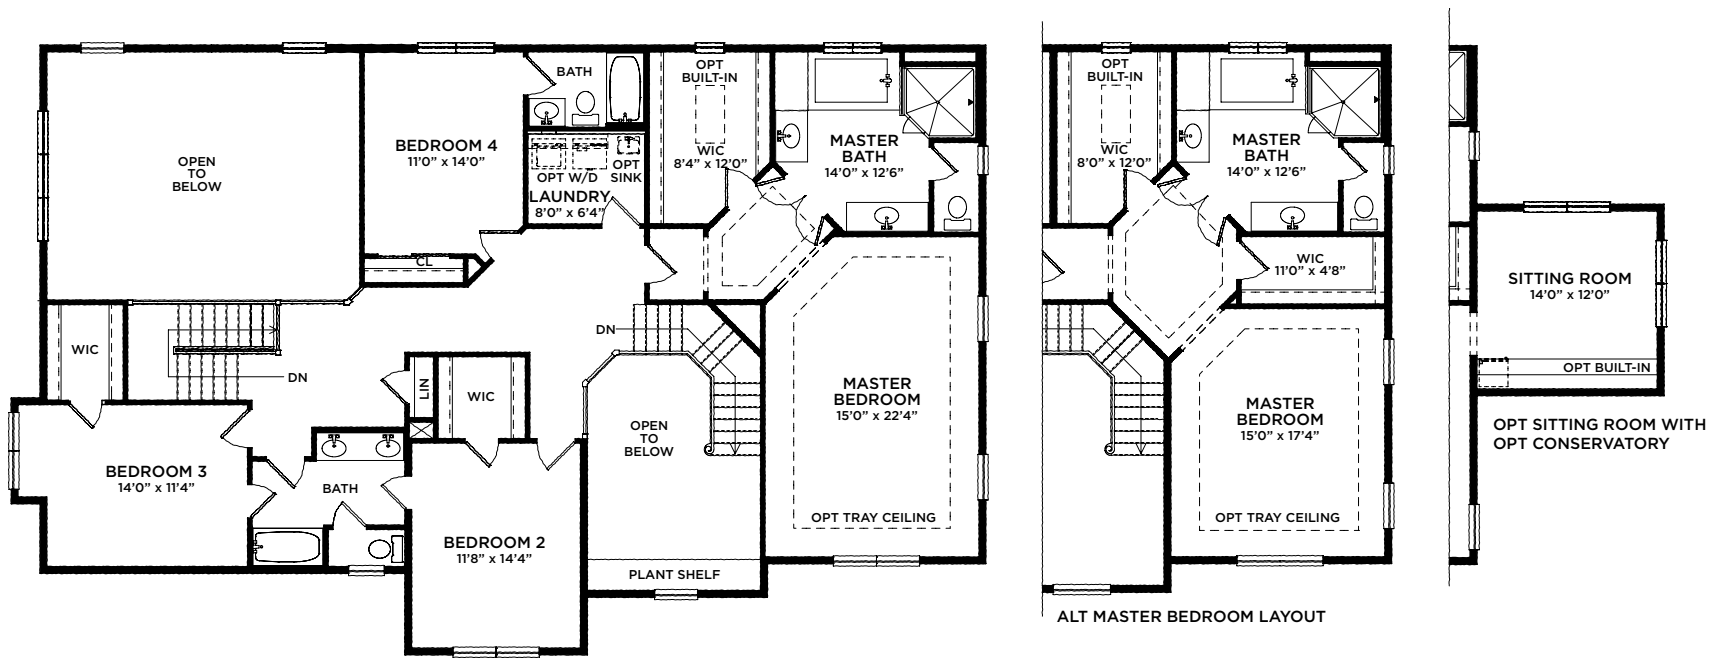 OPEN
TO
BELOW
BEDROOM 4
11'0" x 14'0"
BATH
OPT
SINK
OPT W/D
LAUNDRY
8'0" x 6'4"
OPT
BUILT-IN
WIC
8'4" x 12'0"
MASTER
BATH
14'0" x 12'6"
CL
WIC
DN
LIN
WIC
DN
OPEN
TO
BELOW
MASTER
BEDROOM
15'0" x 22'4"
OPT TRAY CEILING
BEDROOM 3
14'0" x 11'4"
BATH
BEDROOM 2
11'8" x 14'4"
PLANT SHELF
OPT
BUILT-IN
WIC
8'0" x 12'0"
MASTER
BATH
14'0" x 12'6"
WIC
11'0" x 4'8"
MASTER
BEDROOM
15'0" x 17'4"
OPT TRAY CEILING
ALT MASTER BEDROOM LAYOUT
SITTING ROOM
14'0" x 12'0"
OPT BUILT-IN
OPT SITTING ROOM WITH
OPT CONSERVATORY